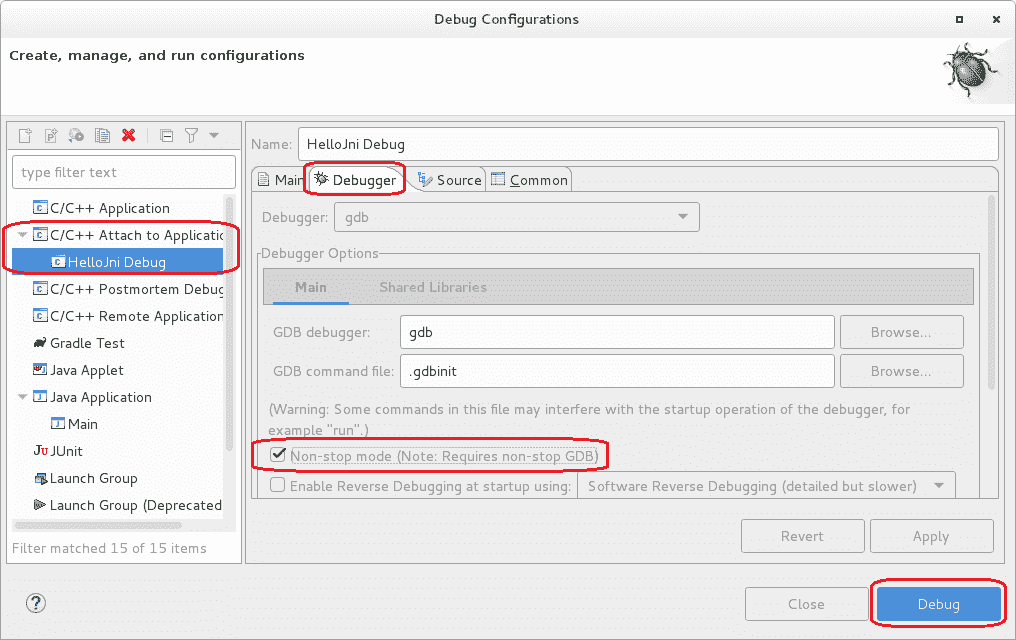 Debug Configurations
Create, manage, and run configurations
type filter text
C/C++ Application
C/C++ Attach to Applicatio
HelloJni Debug
C/C++ Postmortem Debug
C/C++ Remote Application
Gradle Test
Java Applet
Java Application
Main
JUnit
Launch Group
Launch Group (Deprecated
Filter matched 15 of 15 items
Name: HelloJni Debug
Main Debugger Source Common
Debugger: gdb
Debugger Options
Main Shared Libraries
GDB debugger: gdb Browse...
GDB command file: .gdbinit Browse...
(Warning: Some commands in this file may interfere with the startup operation of the debugger, for
example "run".)
Non-stop mode (Note: Requires non-stop GDB)
Enable Reverse Debugging at startup using: Software Reverse Debugging (detailed but slower)
Revert Apply
? Close Debug